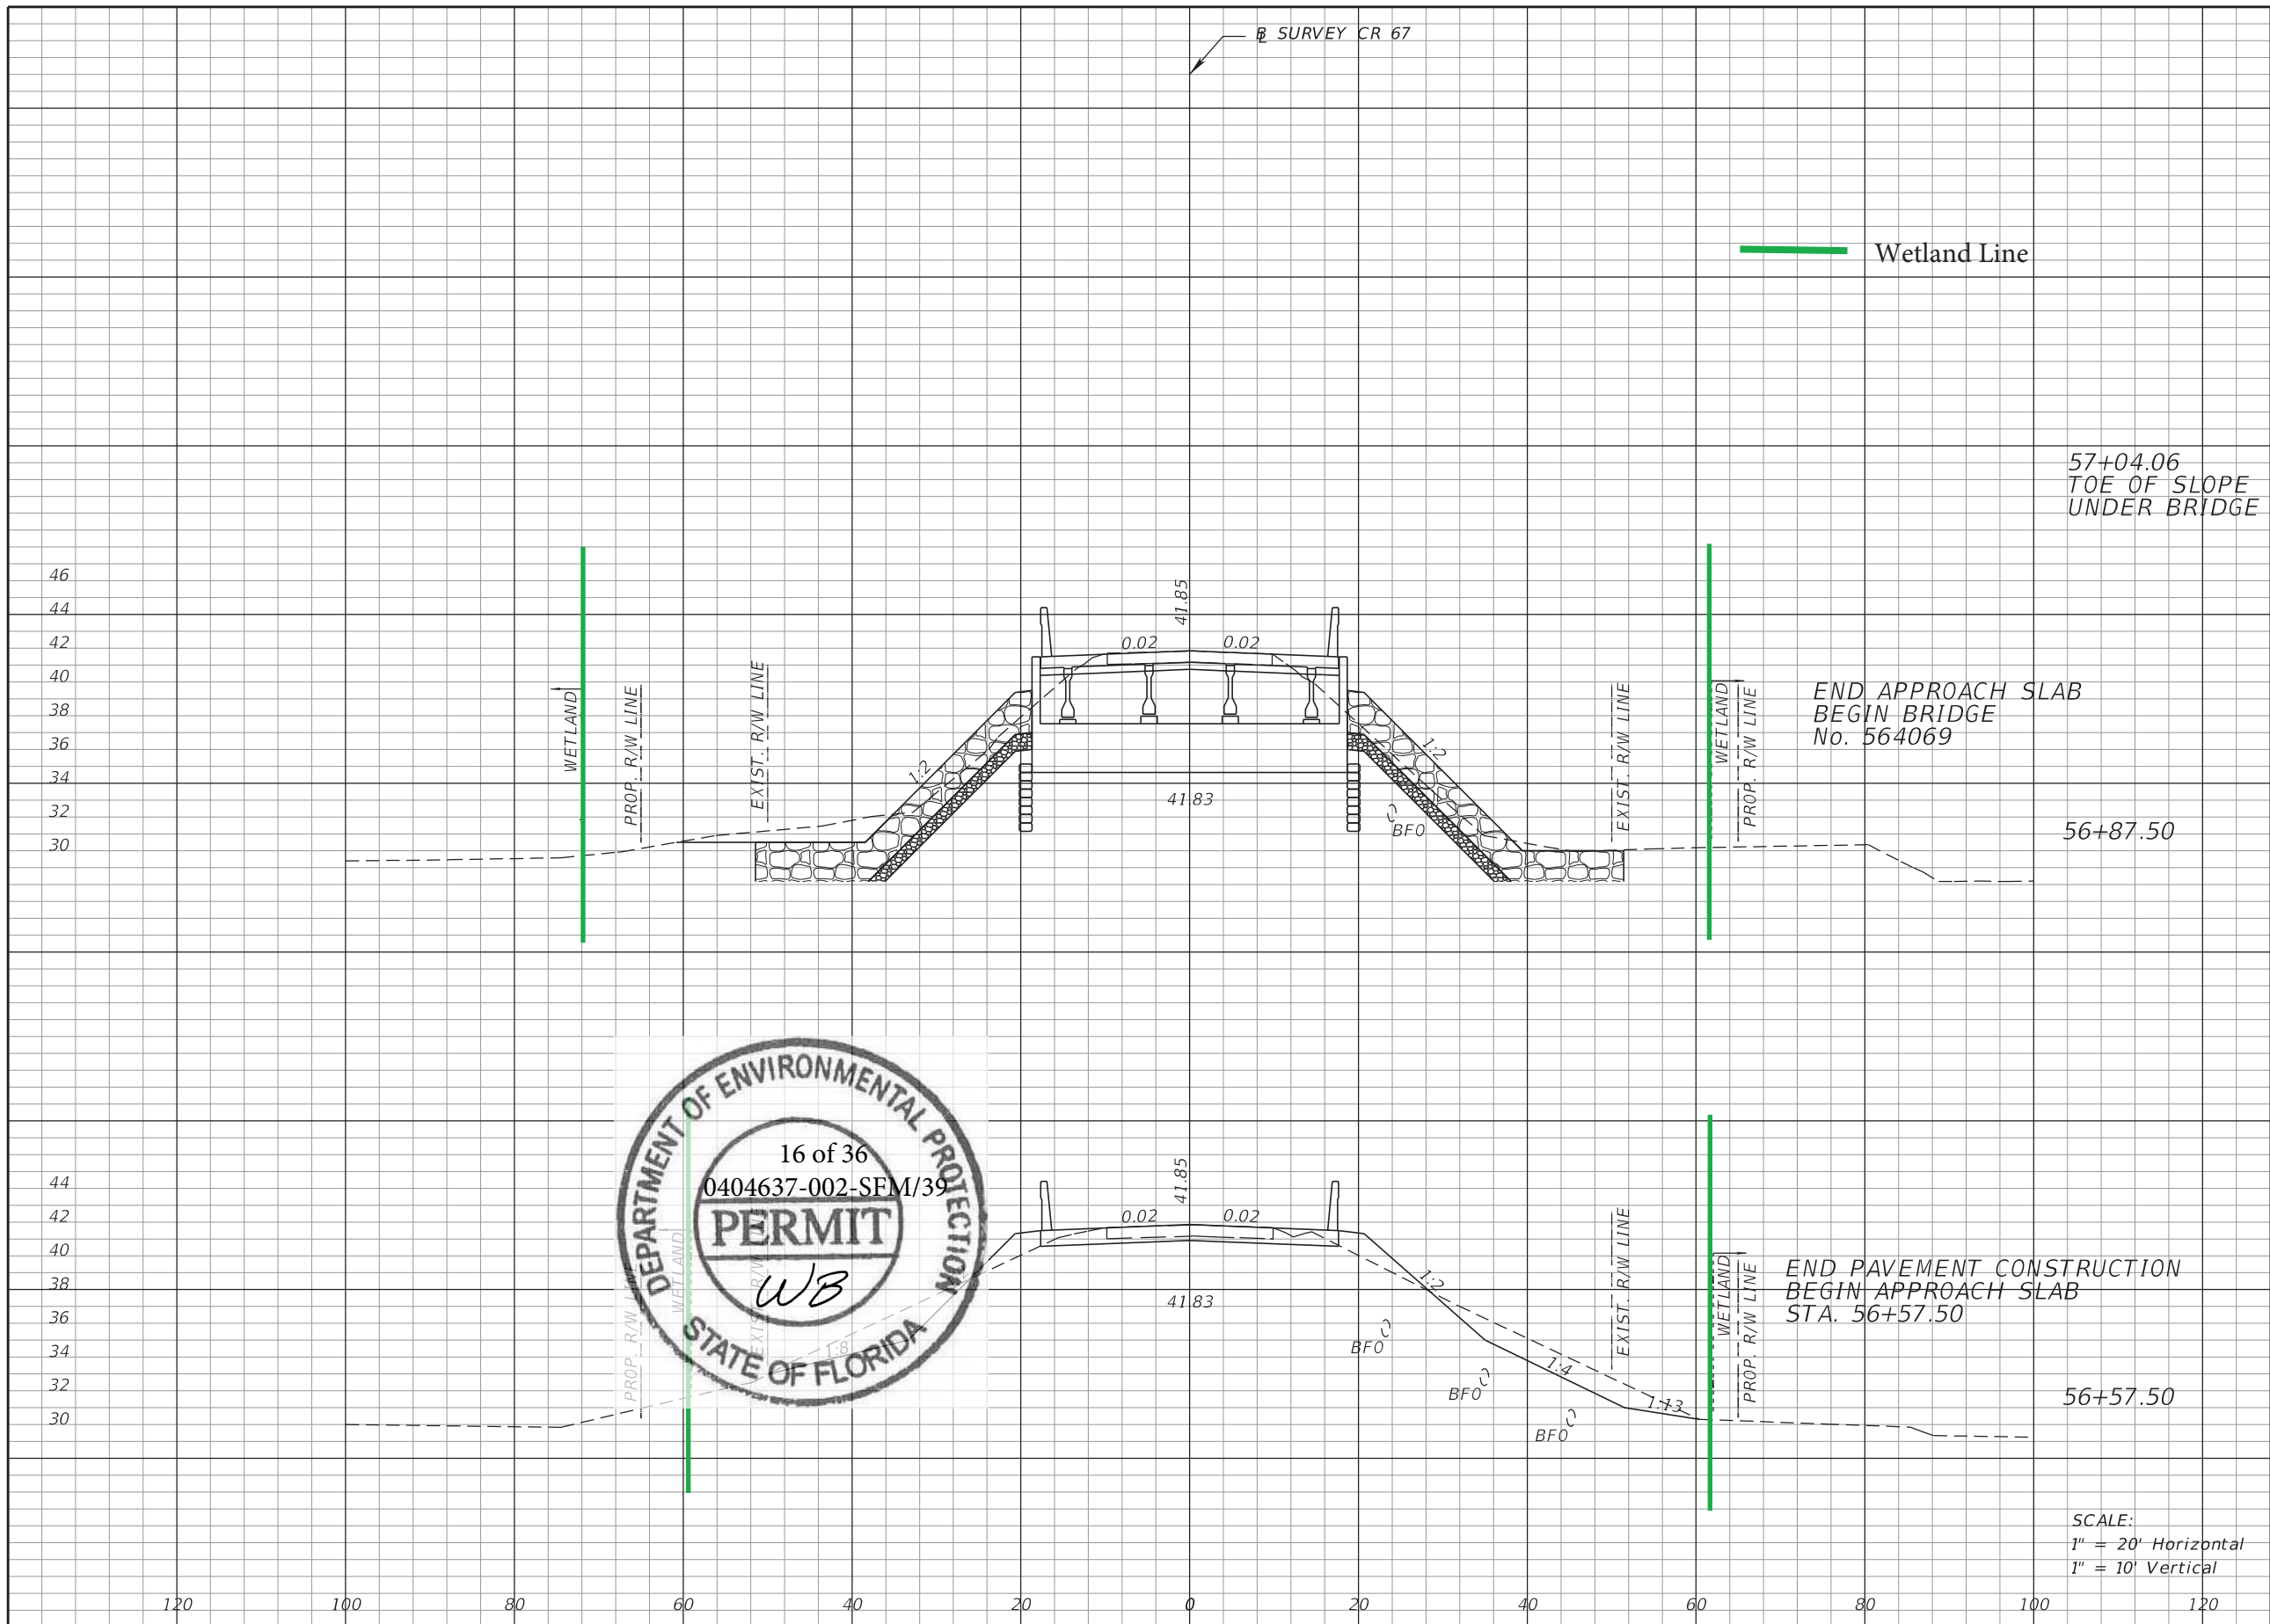 ℄ SURVEY CR 67
Wetland Line
57+04.06
TOE OF SLOPE
UNDER BRIDGE
46
44
42
40
38
36
34
32
30
WETLAND
PROP. R/W LINE
EXIST. R/W LINE
1:2
0.02
41.85
0.02
41.83
1:2
BFO
EXIST. R/W LINE
WETLAND
PROP. R/W LINE
END APPROACH SLAB
BEGIN BRIDGE
No. 564069
56+87.50
DEPARTMENT OF ENVIRONMENTAL PROTECTION
16 of 36
0404637-002-SFM/39
PERMIT
WB
STATE OF FLORIDA
44
42
40
38
36
34
32
30
PROP. R/W LINE
WETLAND
EXIST. R/W LINE
1:8
0.02
41.85
0.02
41.83
1:2
BFO
BFO
BFO
1:4
1:13
EXIST. R/W LINE
WETLAND
PROP. R/W LINE
END PAVEMENT CONSTRUCTION
BEGIN APPROACH SLAB
STA. 56+57.50
56+57.50
SCALE:
1" = 20' Horizontal
1" = 10' Vertical
120 100 80 60 40 20 0 20 40 60 80 100 120